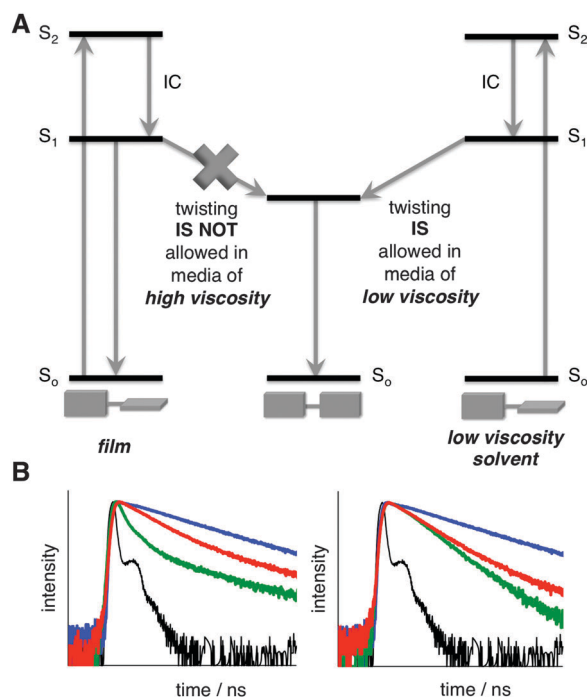 A
S2
S2
IC
IC
S1
S1
twisting
IS NOT
allowed in
media of
high viscosity
twisting
IS
allowed in
media of
low viscosity
So
So
So
film
low viscosity
solvent
B
intensity
intensity
time / ns
time / ns